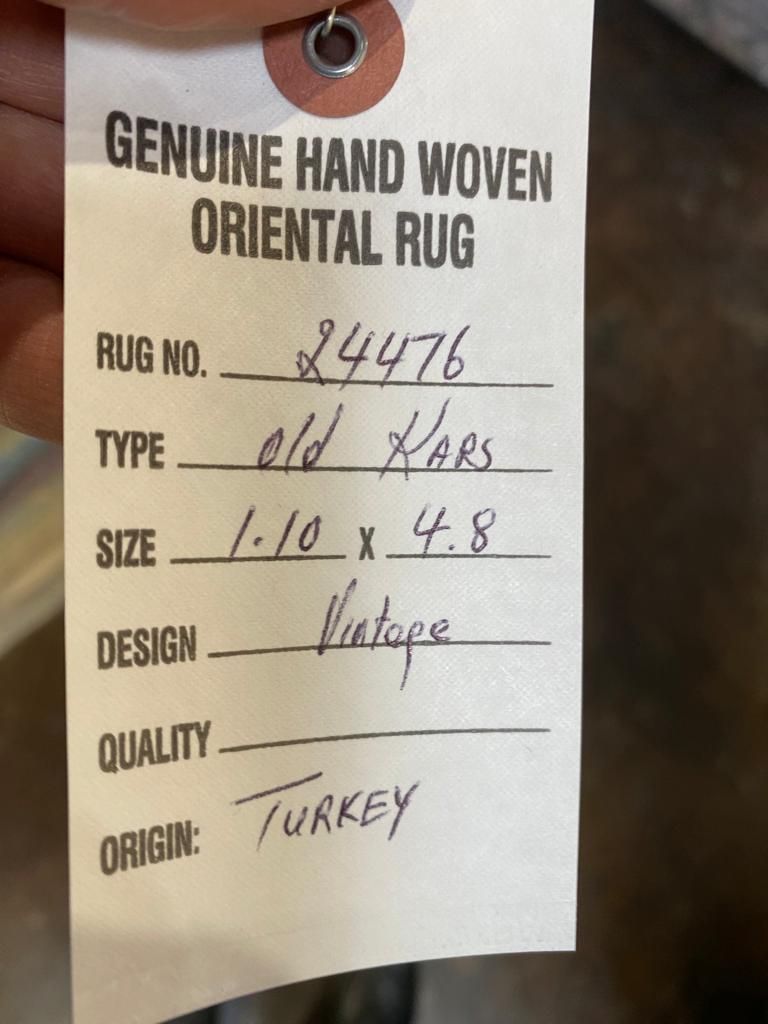 GENUINE HAND WOVEN
ORIENTAL RUG
RUG NO. 24476
TYPE old KARS
SIZE 1.10 X 4.8
DESIGN Vintage
QUALITY
ORIGIN: TURKEY